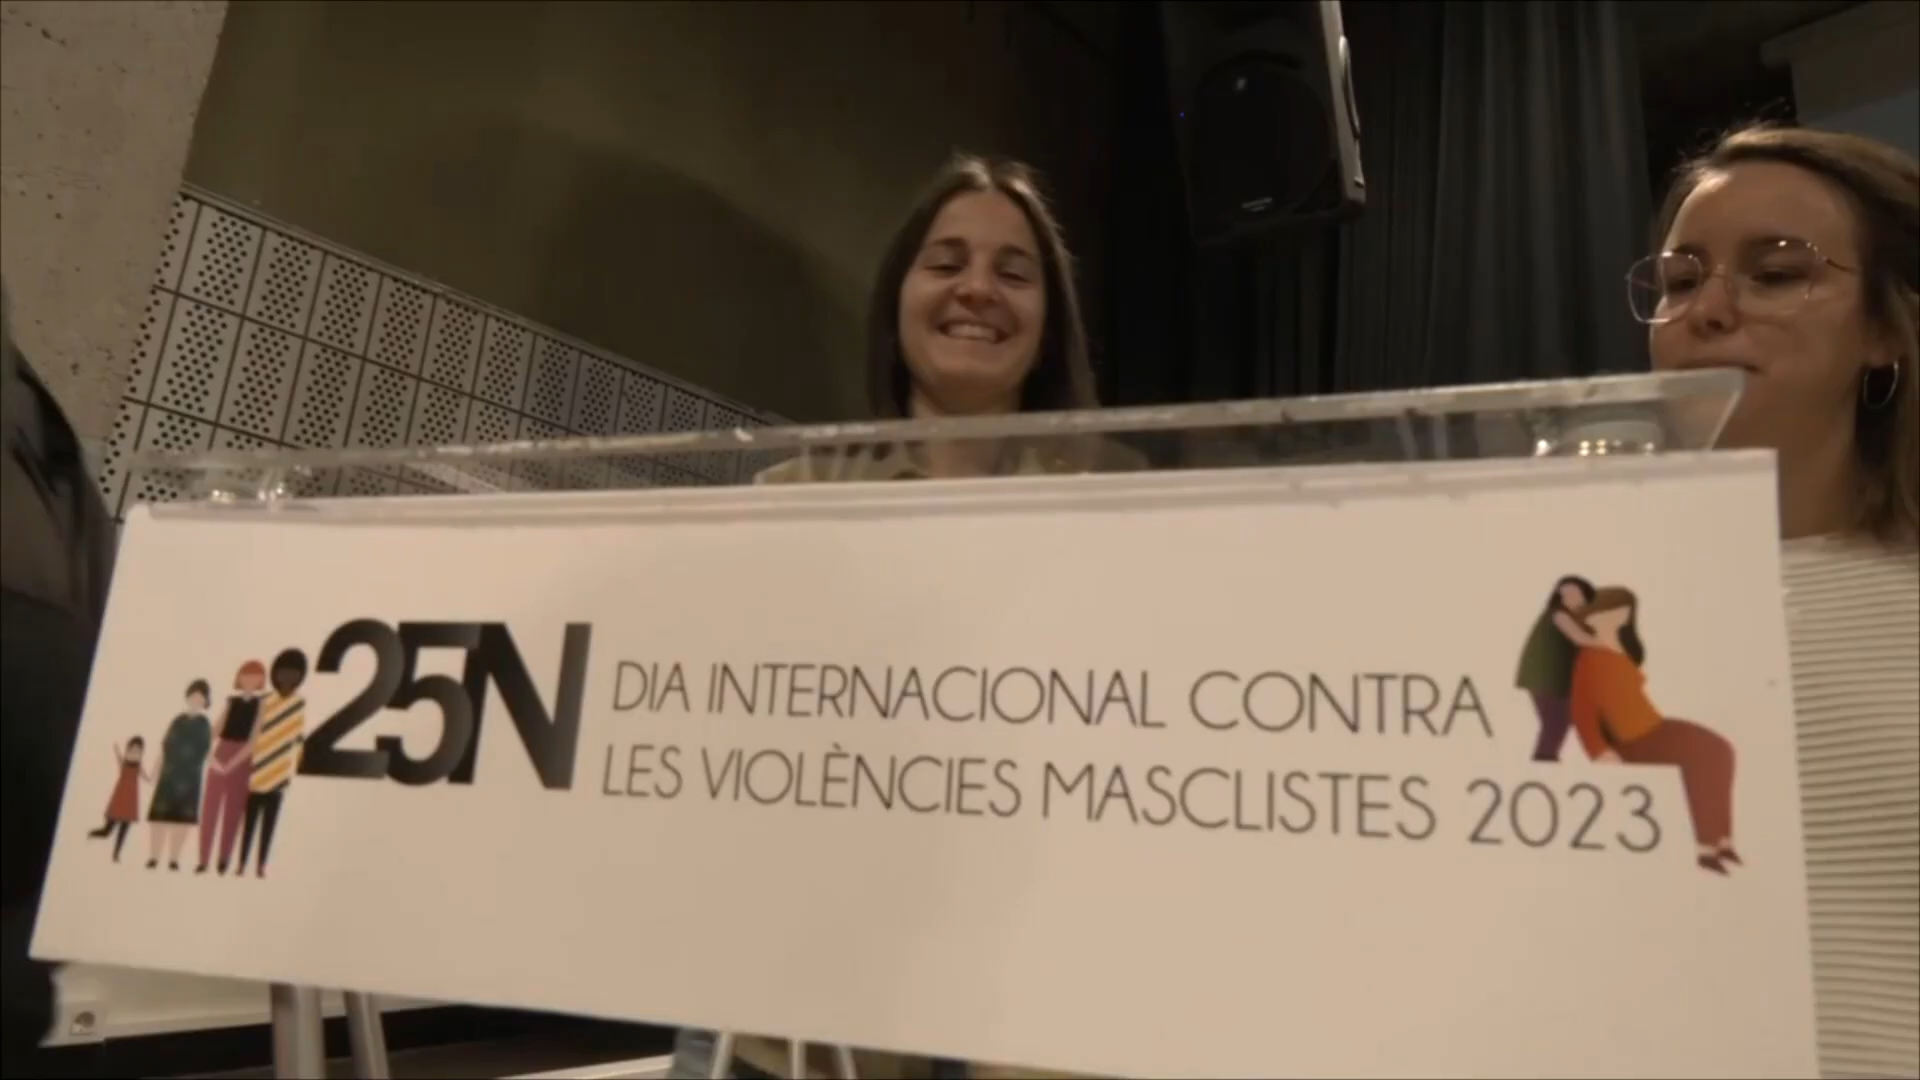 25N
DIA INTERNACIONAL CONTRA
LES VIOLÈNCIES MASCLISTES 2023